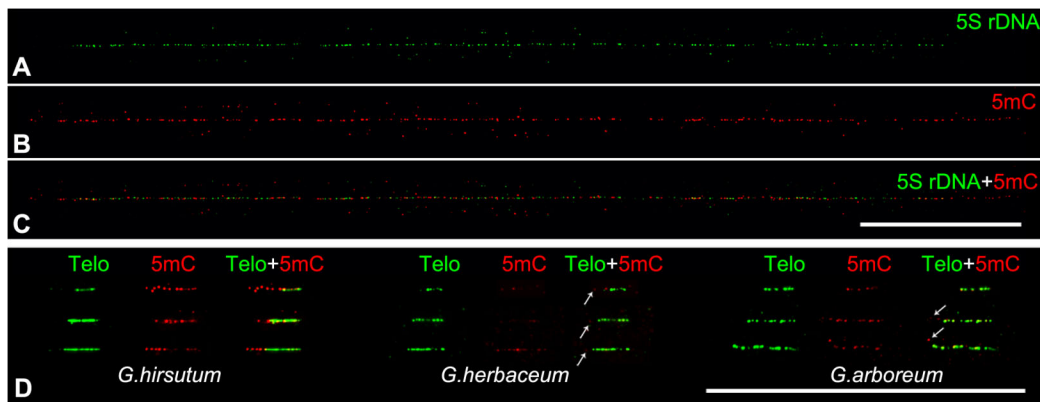 5S rDNA
A
5mC
B
5S rDNA+5mC
C
Telo 5mC Telo+5mC Telo 5mC Telo+5mC Telo 5mC Telo+5mC
D G.hirsutum G.herbaceum G.arboreum